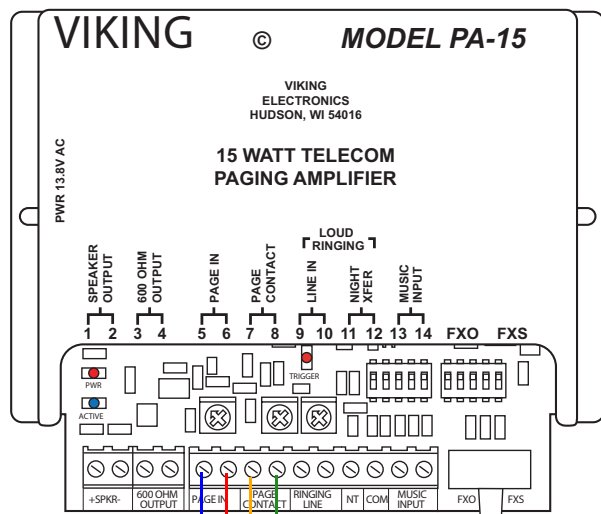 VIKING © MODEL PA-15
VIKING
ELECTRONICS
HUDSON, WI 54016
15 WATT TELECOM
PAGING AMPLIFIER
PWR 13.8V AC
LOUD
RINGING
SPEAKER
OUTPUT
600 OHM
OUTPUT
PAGE IN
PAGE
CONTACT
LINE IN
NIGHT
XFER
MUSIC
INPUT
1 2 3 4 5 6 7 8 9 10 11 12 13 14 FXO FXS
PWR
TRIGGER
ACTIVE
+SPKR-
600 OHM
OUTPUT
PAGE IN
PAGE
CONTACT
RINGING
LINE
NT
COM
MUSIC
INPUT
FXO
FXS